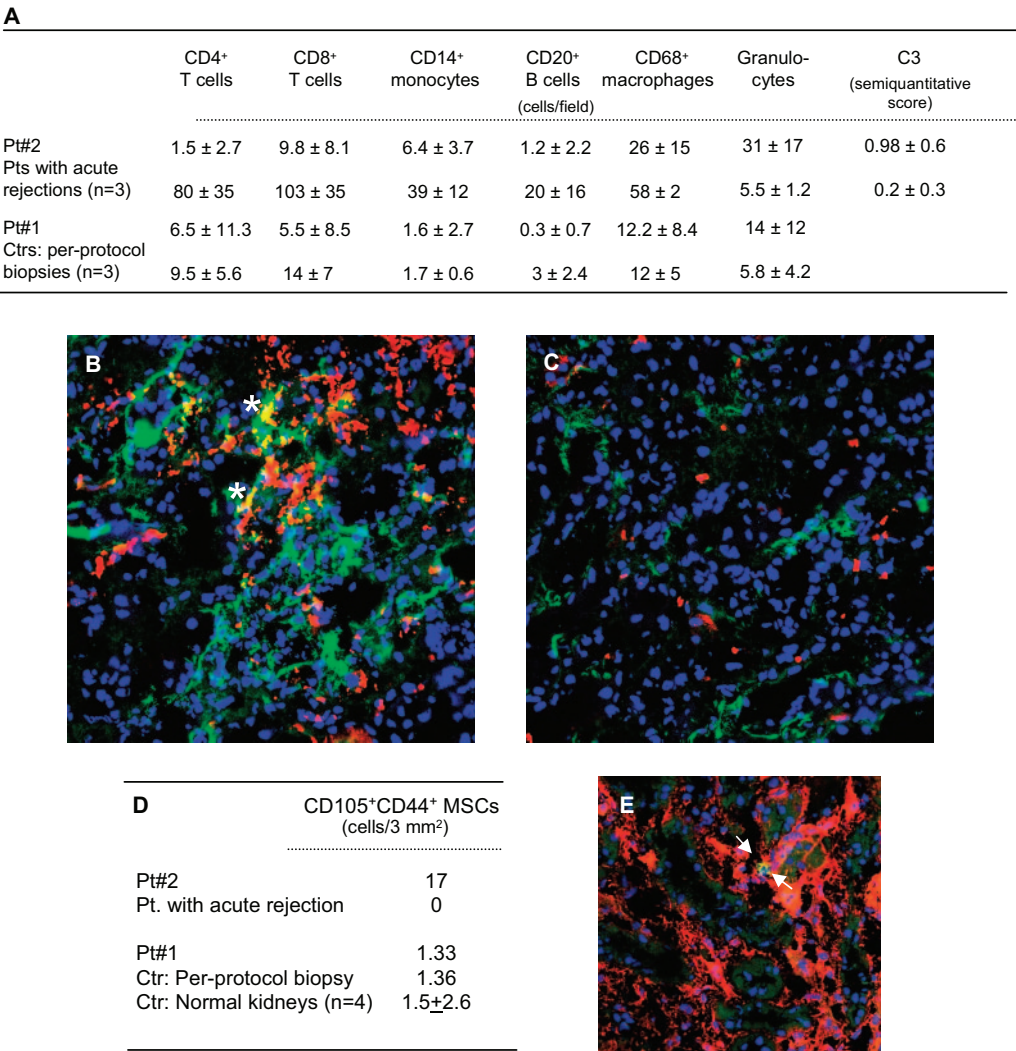 A
CD4+ CD8+ CD14+ CD20+ CD68+ Granulo- C3
T cells T cells monocytes B cells macrophages cytes (semiquantitative
(cells/field) score)
Pt#2 1.5 ± 2.7 9.8 ± 8.1 6.4 ± 3.7 1.2 ± 2.2 26 ± 15 31 ± 17 0.98 ± 0.6
Pts with acute
rejections (n=3) 80 ± 35 103 ± 35 39 ± 12 20 ± 16 58 ± 2 5.5 ± 1.2 0.2 ± 0.3
Pt#1 6.5 ± 11.3 5.5 ± 8.5 1.6 ± 2.7 0.3 ± 0.7 12.2 ± 8.4 14 ± 12
Ctrs: per-protocol
biopsies (n=3) 9.5 ± 5.6 14 ± 7 1.7 ± 0.6 3 ± 2.4 12 ± 5 5.8 ± 4.2
B
*
*
C
D CD105+CD44+ MSCs
(cells/3 mm²)
Pt#2 17
Pt. with acute rejection 0
Pt#1 1.33
Ctr: Per-protocol biopsy 1.36
Ctr: Normal kidneys (n=4) 1.5±2.6
E